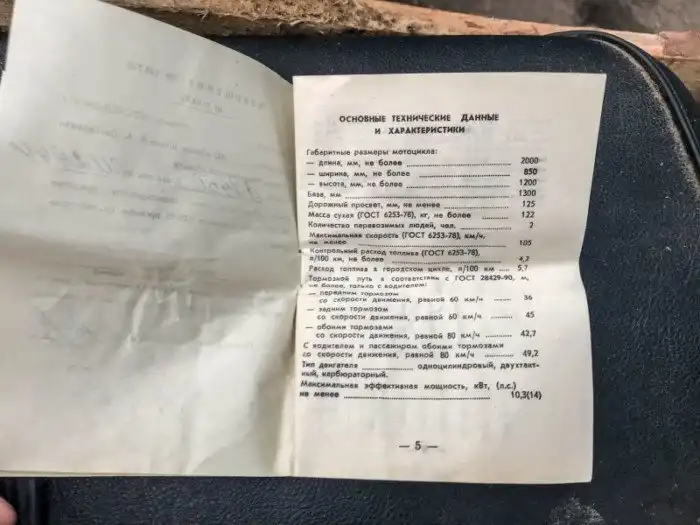 ОСНОВНЫЕ ТЕХНИЧЕСКИЕ ДАННЫЕ
И ХАРАКТЕРИСТИКИ
Габаритные размеры мотоцикла:
— длина, мм, не более 2000
— ширина, мм, не более 850
— высота, мм, не более 1200
База, мм 1300
Дорожный просвет, мм, не менее 125
Масса сухая (ГОСТ 6253-78), кг, не более 122
Количество перевозимых людей, чел. 2
Максимальная скорость (ГОСТ 6253-78), км/ч,
не менее 105
Контрольный расход топлива (ГОСТ 6253-78),
л/100 км, не более 4,2
Расход топлива в городском цикле, л/100 км 5,7
Тормозной путь в соответствии с ГОСТ 28429-90, м,
не более, только с водителем:
— передним тормозом
со скорости движения, равной 60 км/ч 36
— задним тормозом
со скорости движения, равной 60 км/ч 45
— обоими тормозами
со скорости движения, равной 80 км/ч 42,7
С водителем и пассажиром обоими тормозами
со скорости движения, равной 80 км/ч 49,2
Тип двигателя одноцилиндровый, двухтакт-
ный, карбюраторный.
Максимальная эффективная мощность, кВт, (л.с.)
не менее 10,3(14)
— 5 —